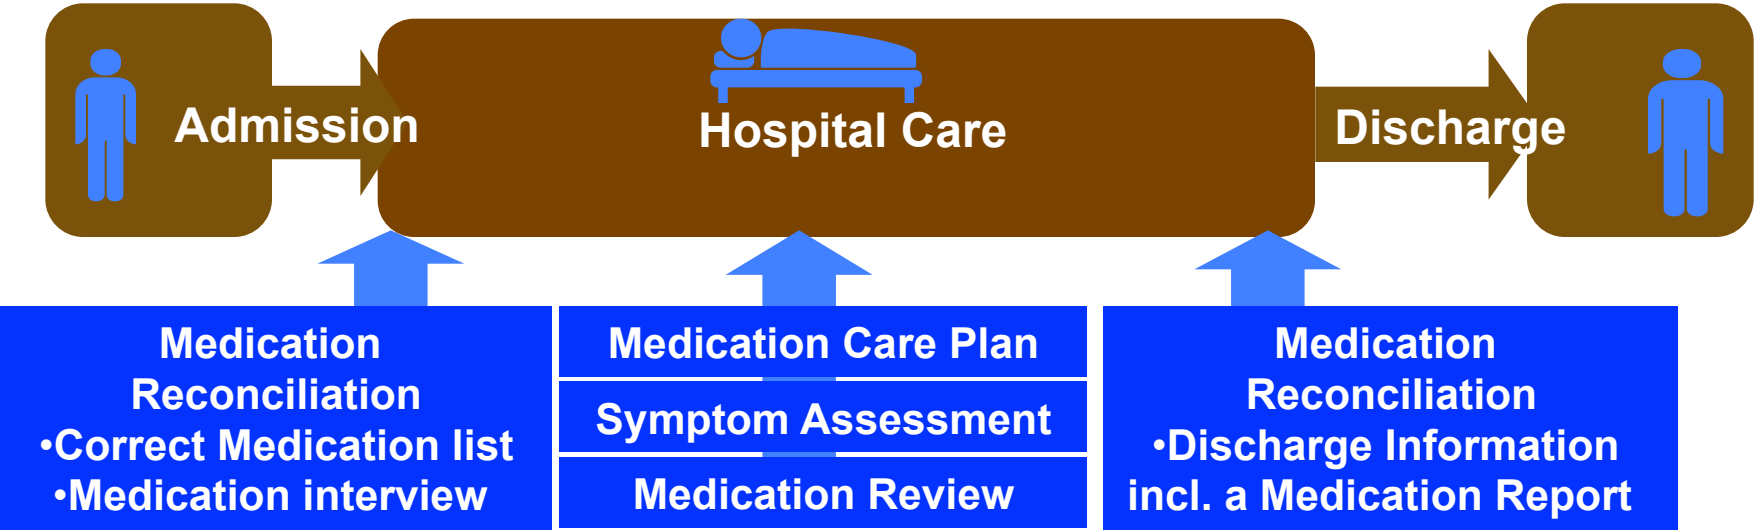 Admission
Hospital Care
Discharge
Medication
Reconciliation
•Correct Medication list
•Medication interview
Medication Care Plan
Symptom Assessment
Medication Review
Medication
Reconciliation
•Discharge Information
incl. a Medication Report